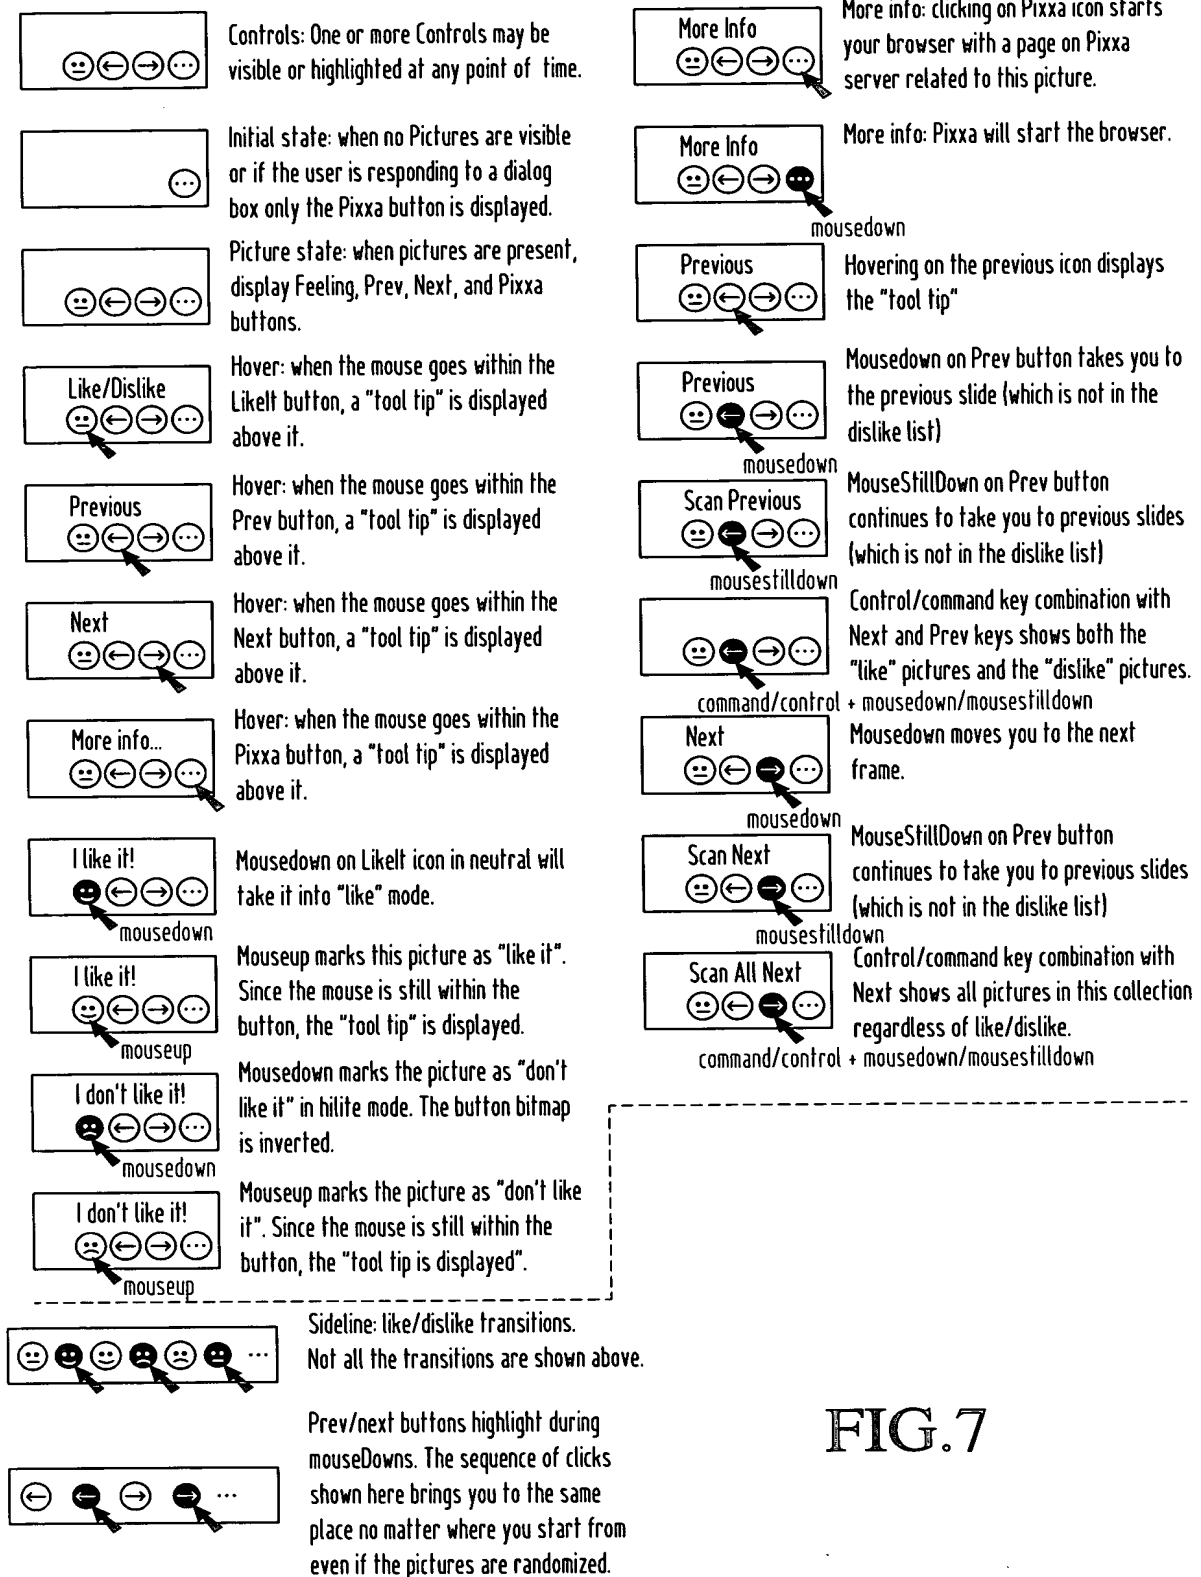 Controls: One or more Controls may be
visible or highlighted at any point of time.
Initial state: when no Pictures are visible
or if the user is responding to a dialog
box only the Pixxa button is displayed.
Picture state: when pictures are present,
display Feeling, Prev, Next, and Pixxa
buttons.
Like/Dislike
Hover: when the mouse goes within the
LikeIt button, a "tool tip" is displayed
above it.
Previous
Hover: when the mouse goes within the
Prev button, a "tool tip" is displayed
above it.
Next
Hover: when the mouse goes within the
Next button, a "tool tip" is displayed
above it.
More info...
Hover: when the mouse goes within the
Pixxa button, a "tool tip" is displayed
above it.
I like it!
mousedown
Mousedown on LikeIt icon in neutral will
take it into "like" mode.
I like it!
mouseup
Mouseup marks this picture as "like it".
Since the mouse is still within the
button, the "tool tip" is displayed.
I don't like it!
mousedown
Mousedown marks the picture as "don't
like it" in hilite mode. The button bitmap
is inverted.
I don't like it!
mouseup
Mouseup marks the picture as "don't like
it". Since the mouse is still within the
button, the "tool tip is displayed".
Sideline: like/dislike transitions.
Not all the transitions are shown above.
Prev/next buttons highlight during
mouseDowns. The sequence of clicks
shown here brings you to the same
place no matter where you start from
even if the pictures are randomized.
More Info
More info: clicking on Pixxa icon starts
your browser with a page on Pixxa
server related to this picture.
More Info
mousedown
More info: Pixxa will start the browser.
Previous
Hovering on the previous icon displays
the "tool tip"
Previous
mousedown
Mousedown on Prev button takes you to
the previous slide (which is not in the
dislike list)
Scan Previous
mousestilldown
MouseStillDown on Prev button
continues to take you to previous slides
(which is not in the dislike list)
Control/command key combination with
Next and Prev keys shows both the
"like" pictures and the "dislike" pictures.
command/control + mousedown/mousestilldown
Next
mousedown
Mousedown moves you to the next
frame.
Scan Next
mousestilldown
MouseStillDown on Prev button
continues to take you to previous slides
(which is not in the dislike list)
Scan All Next
Control/command key combination with
Next shows all pictures in this collection
regardless of like/dislike.
command/control + mousedown/mousestilldown
FIG.7